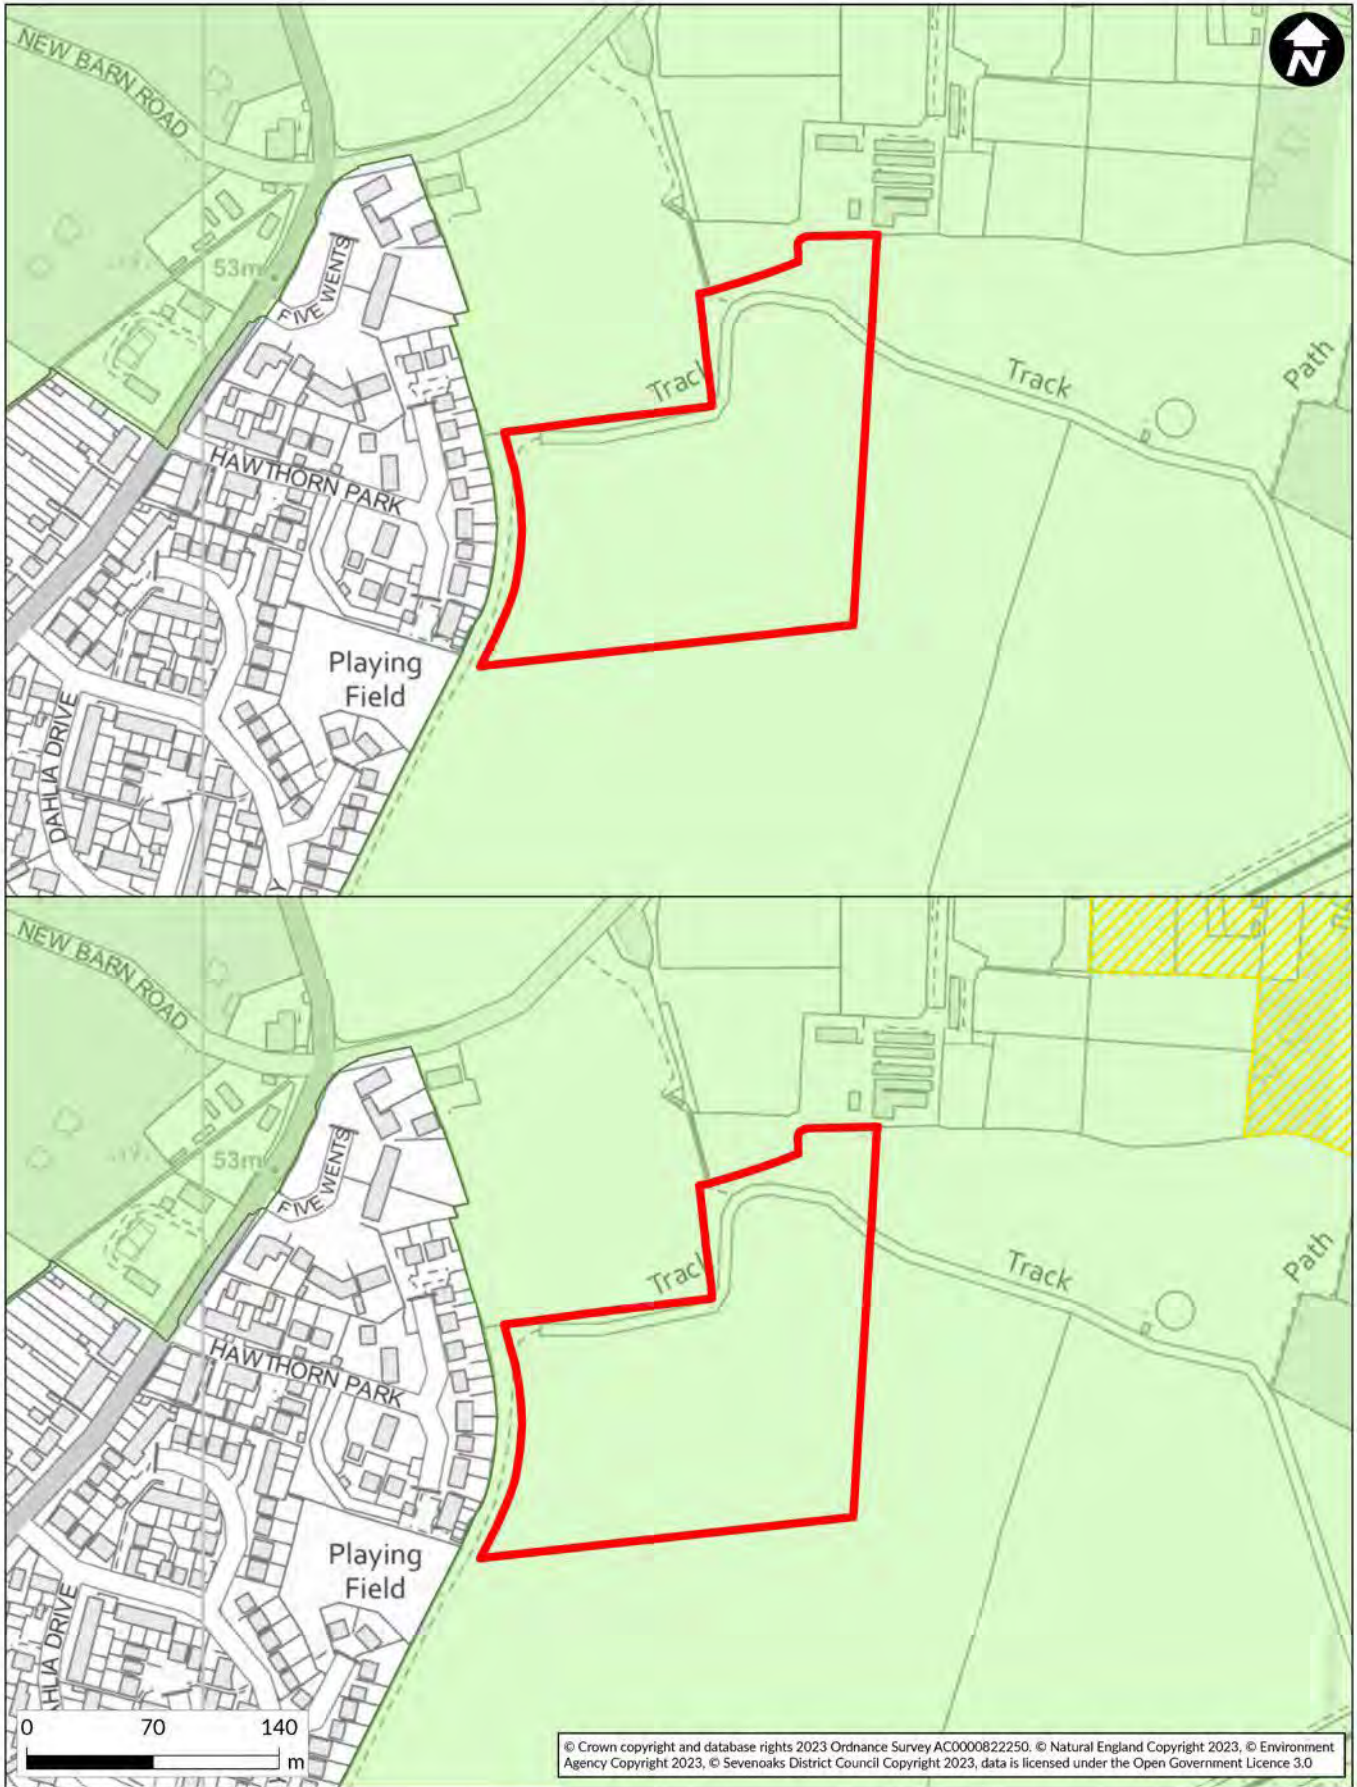 N
NEW BARN ROAD
53m
FIVE WENTS
Track
Track
Path
HAWTHORN PARK
Playing
Field
DAHLIA DRIVE
NEW BARN ROAD
53m
FIVE WENTS
Track
Track
Path
HAWTHORN PARK
Playing
Field
AHLIA DRIVE
0 70 140
m
© Crown copyright and database rights 2023 Ordnance Survey AC0000822250. © Natural England Copyright 2023, © Environment
Agency Copyright 2023, © Sevenoaks District Council Copyright 2023, data is licensed under the Open Government Licence 3.0